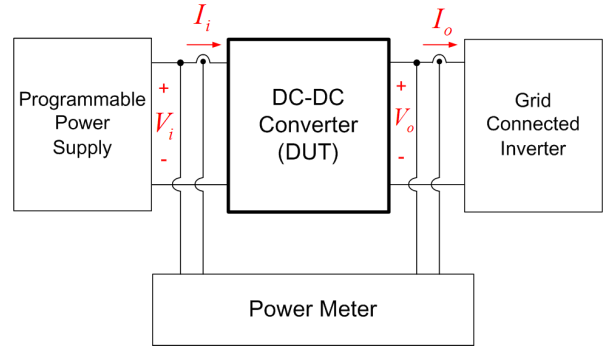 I_i
I_o
Programmable
Power
Supply
+
V_i
-
DC-DC
Converter
(DUT)
+
V_o
-
Grid
Connected
Inverter
Power Meter